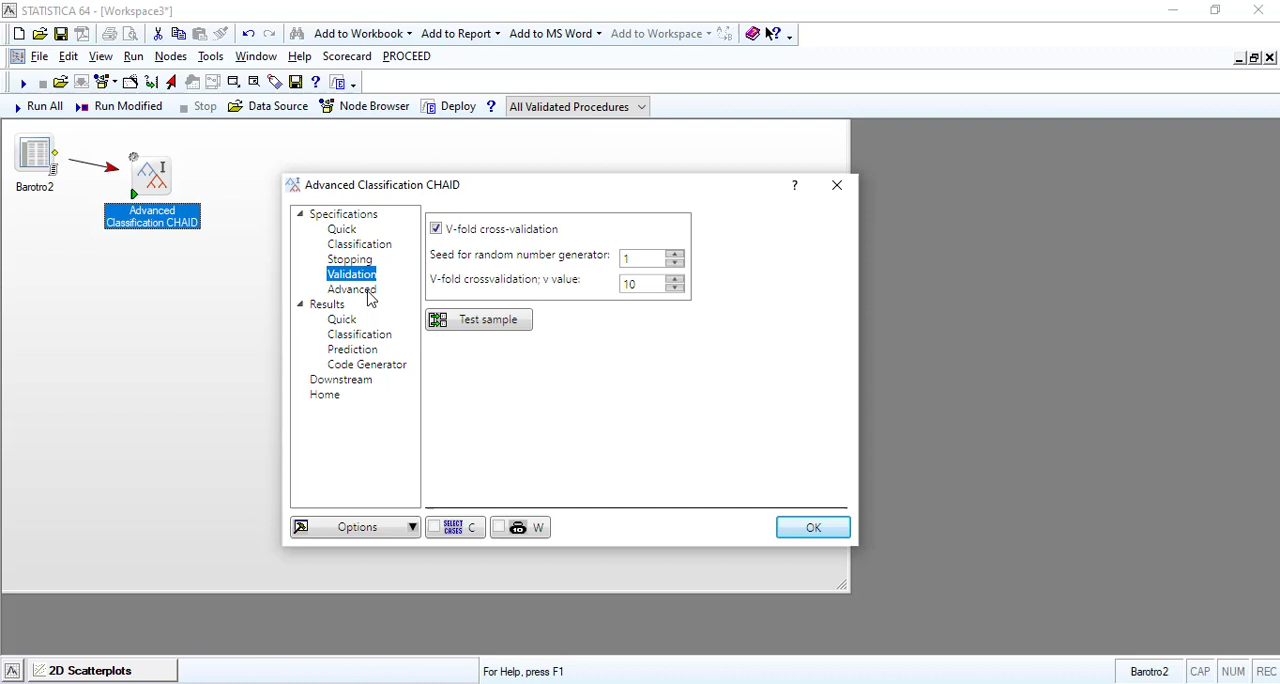 STATISTICA 64 - [Workspace3*]
Add to Workbook Add to Report Add to MS Word Add to Workspace
File Edit View Run Nodes Tools Window Help Scorecard PROCEED
Run All Run Modified Stop Data Source Node Browser Deploy ? All Validated Procedures
Barotro2
Advanced
Classification CHAID
Advanced Classification CHAID
Specifications
Quick
Classification
Stopping
Validation
Advanced
Results
Quick
Classification
Prediction
Code Generator
Downstream
Home
V-fold cross-validation
Seed for random number generator: 1
V-fold crossvalidation; v value: 10
Test sample
Options SELECT CASES C 10 W OK
2D Scatterplots For Help, press F1 Barotro2 CAP NUM REC